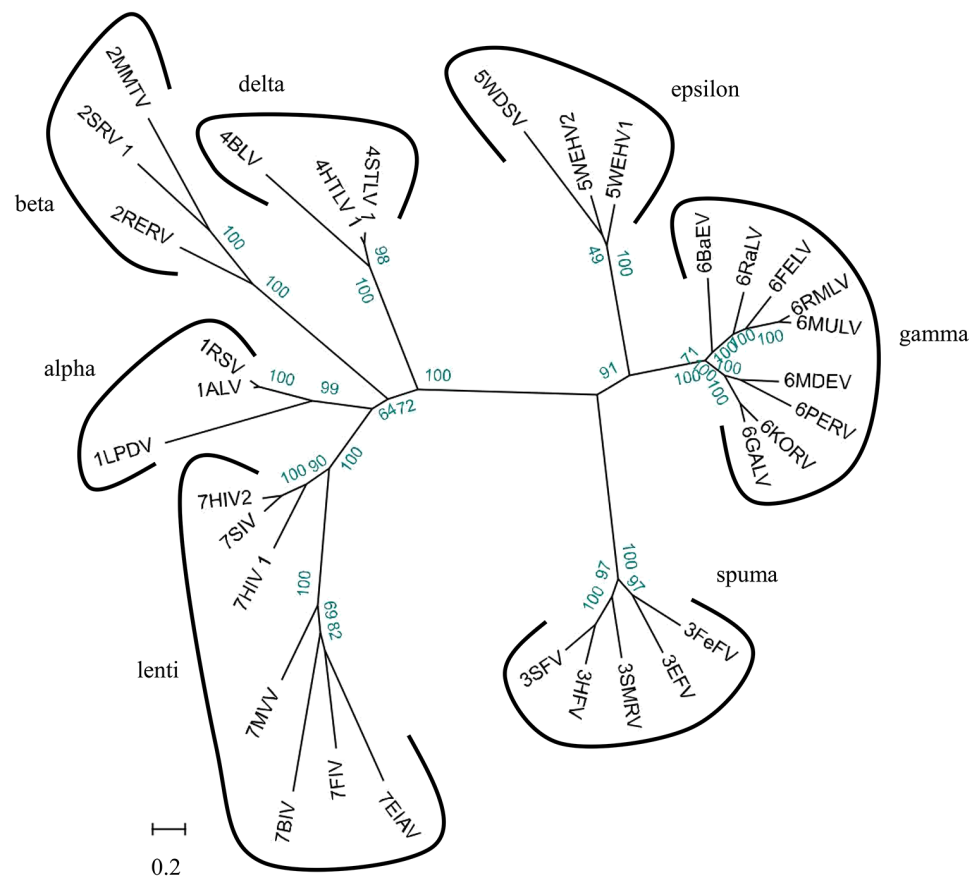 delta
epsilon
beta
gamma
alpha
spuma
lenti
2MMTV
2SRV 1
2RERV
100
100
4BLV
4HTLV 1
4STLV 1
98
100
5WDSV
5WEHV2
5WEHV1
49
100
6BaEV
6RaLV
6FELV
6RMLV
6MULV
6MDEV
6PERV
6KORV
6GALV
71
100
100
100
100
100
100
100
91
1RSV
1ALV
1LPDV
100
99
6472
100
100
7HIV2
7SIV
7HIV 1
100
90
100
6982
7MVV
7BIV
7FIV
7EIAV
3SFV
3HFV
3SMRV
3EFV
3FeFV
100
97
100
97
0.2